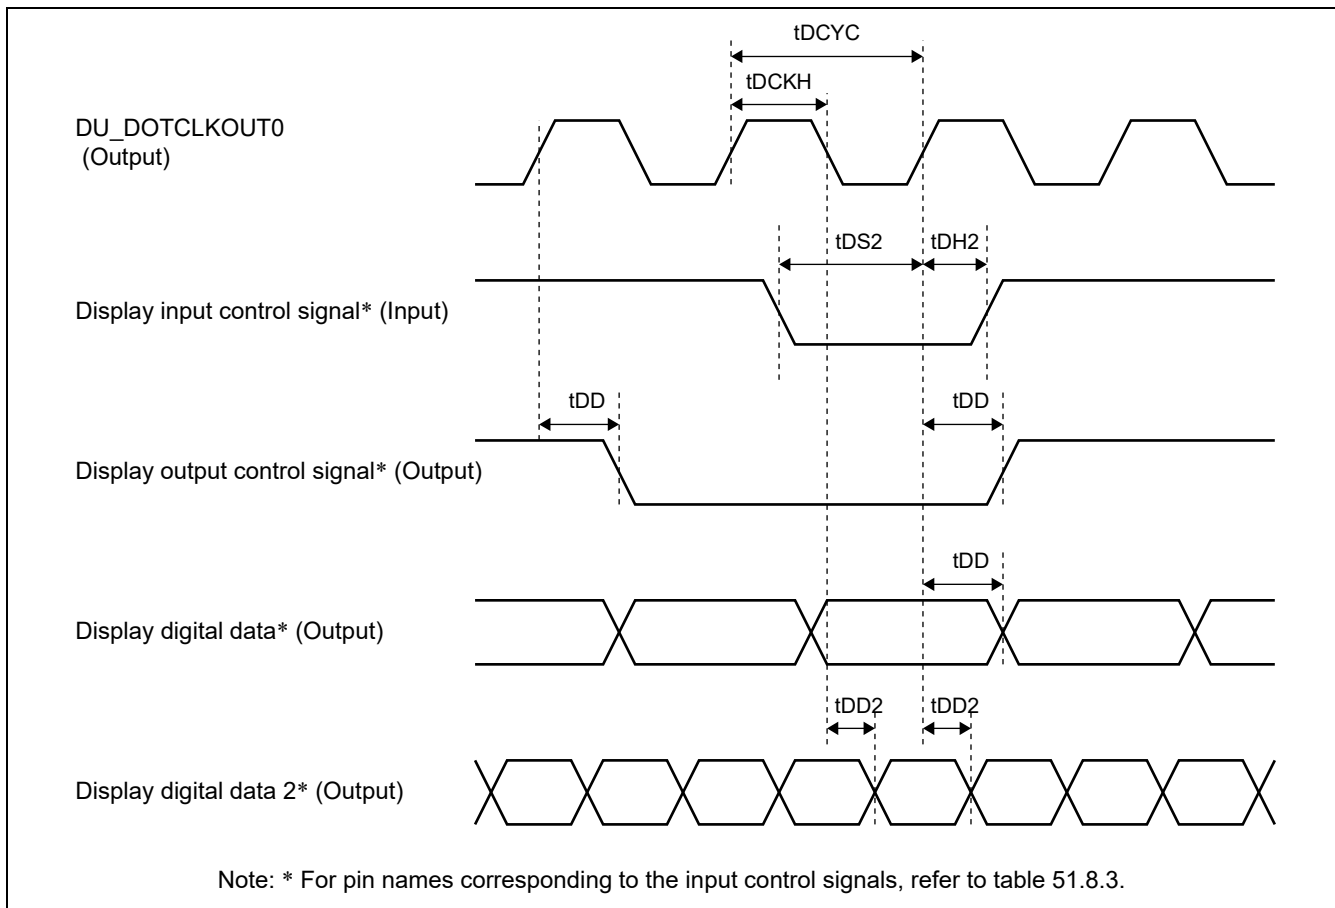 tDCYC
tDCKH
DU_DOTCLKOUT0
(Output)
tDS2
tDH2
Display input control signal* (Input)
tDD
tDD
Display output control signal* (Output)
tDD
Display digital data* (Output)
tDD2
tDD2
Display digital data 2* (Output)
Note: * For pin names corresponding to the input control signals, refer to table 51.8.3.